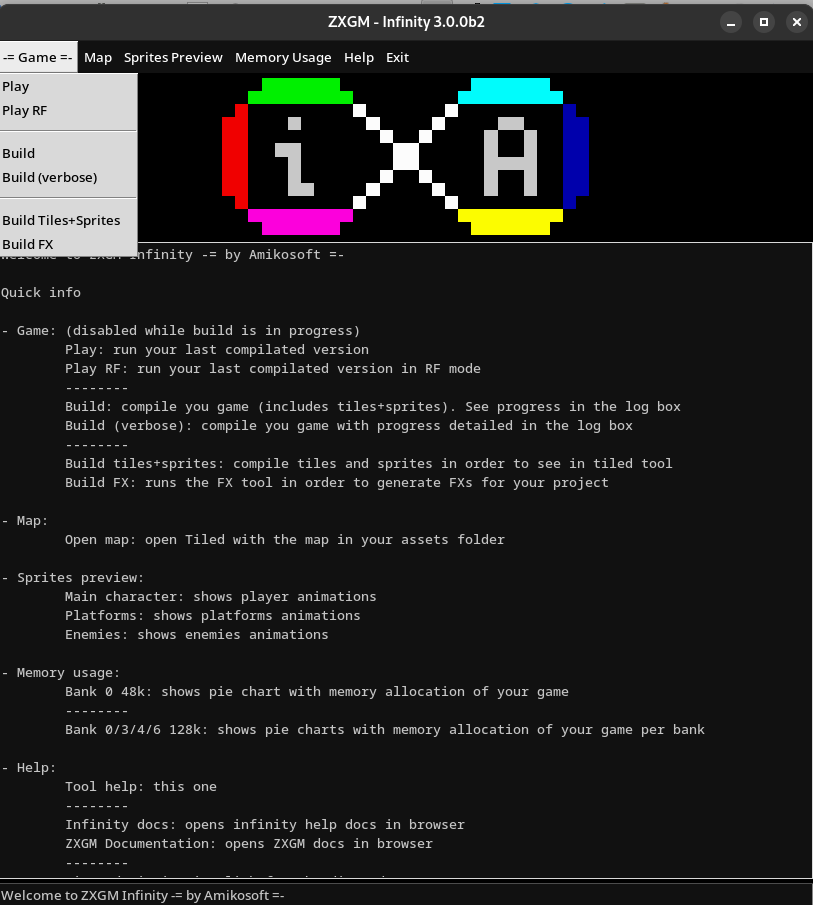 ZXGM - Infinity 3.0.0b2
-= Game =- Map Sprites Preview Memory Usage Help Exit
Play
Play RF
Build
Build (verbose)
Build Tiles+Sprites
Build FX
i A
Welcome to ZXGM Infinity -= by Amikosoft =-
Quick info
- Game: (disabled while build is in progress)
Play: run your last compilated version
Play RF: run your last compilated version in RF mode
--------
Build: compile you game (includes tiles+sprites). See progress in the log box
Build (verbose): compile you game with progress detailed in the log box
--------
Build tiles+sprites: compile tiles and sprites in order to see in tiled tool
Build FX: runs the FX tool in order to generate FXs for your project
- Map:
Open map: open Tiled with the map in your assets folder
- Sprites preview:
Main character: shows player animations
Platforms: shows platforms animations
Enemies: shows enemies animations
- Memory usage:
Bank 0 48k: shows pie chart with memory allocation of your game
--------
Bank 0/3/4/6 128k: shows pie charts with memory allocation of your game per bank
- Help:
Tool help: this one
--------
Infinity docs: opens infinity help docs in browser
ZXGM Documentation: opens ZXGM docs in browser
--------
Welcome to ZXGM Infinity -= by Amikosoft =-